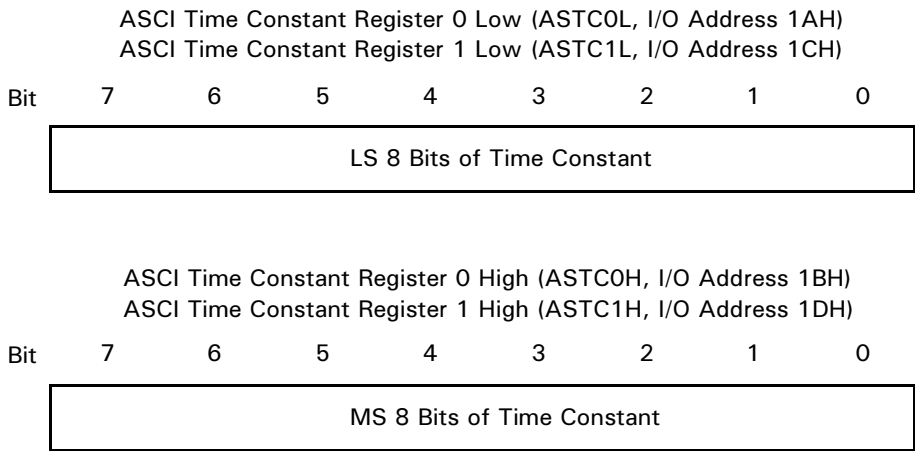 ASCI Time Constant Register 0 Low (ASTC0L, I/O Address 1AH)
ASCI Time Constant Register 1 Low (ASTC1L, I/O Address 1CH)
Bit 7 6 5 4 3 2 1 0
LS 8 Bits of Time Constant
ASCI Time Constant Register 0 High (ASTC0H, I/O Address 1BH)
ASCI Time Constant Register 1 High (ASTC1H, I/O Address 1DH)
Bit 7 6 5 4 3 2 1 0
MS 8 Bits of Time Constant